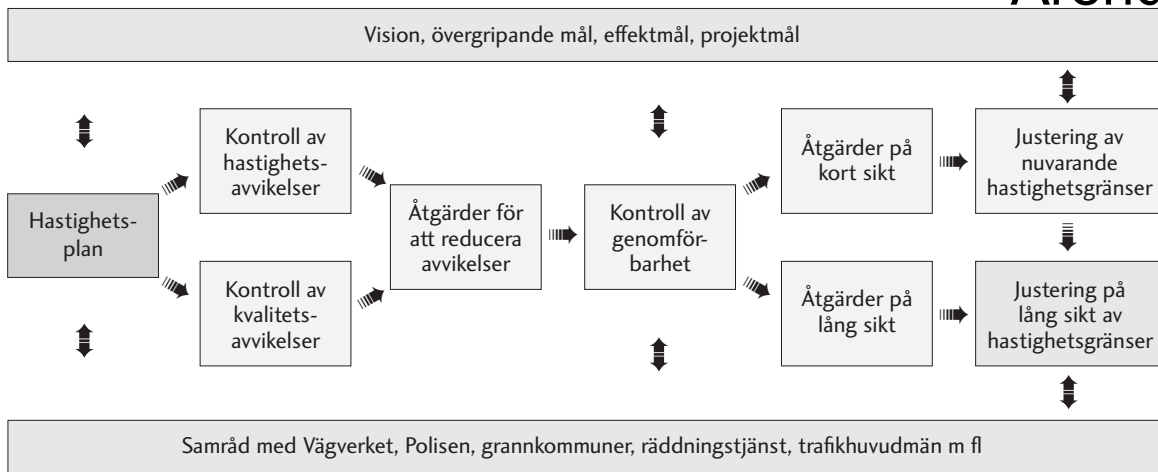 Vision, övergripande mål, effektmål, projektmål
Hastighets-
plan
Kontroll av
hastighets-
avvikelser
Kontroll av
kvalitets-
avvikelser
Åtgärder för
att reducera
avvikelser
Kontroll av
genomför-
barhet
Åtgärder på
kort sikt
Åtgärder på
lång sikt
Justering av
nuvarande
hastighetsgränser
Justering på
lång sikt av
hastighetsgränser
Samråd med Vägverket, Polisen, grannkommuner, räddningstjänst, trafikhuvudmän m fl